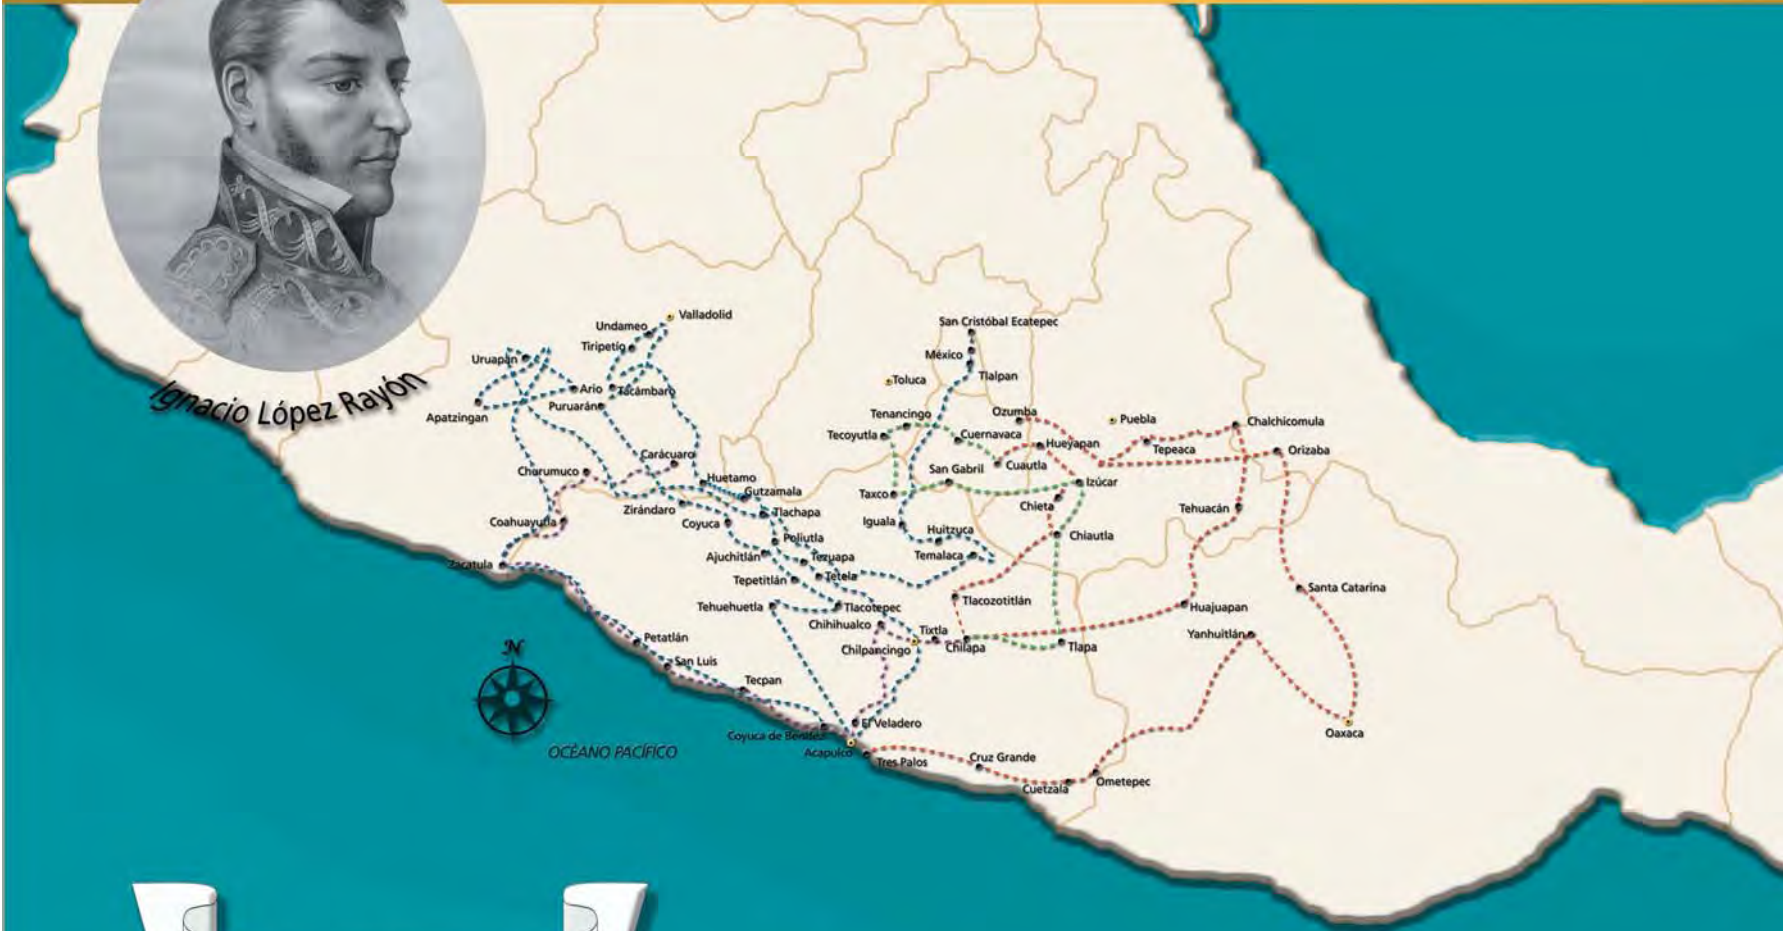 Ignacio López Rayón
Valladolid
Undameo
Tiripetío
Uruapan
Ario
Tacámbaro
Puruarán
Apatzingan
San Cristóbal Ecatepec
México
Tlalpan
Toluca
Tenancingo
Tecoyutla
Ozumba
Cuernavaca
Hueyapan
Puebla
Tepeaca
Chalchicomula
Orizaba
Carácuaro
Churumuco
Huetamo
Gutzamala
San Gabril
Cuautla
Izúcar
Taxco
Chieta
Tehuacán
Zirándaro
Coyuca
Tlachapa
Iguala
Huitzuca
Coahuayutla
Poliutla
Chiautla
Ajuchitlán
Tezuapa
Temalaca
Zacatula
Tepetitlán
Tetela
Santa Catarina
Tehuehuetla
Tlacotepec
Tlacozotitlán
Huajuapan
Chihihualco
Tixtla
Yanhuitlán
Petatlán
Chilpancingo
Chilapa
Tlapa
San Luis
N
Tecpan
El Veladero
Coyuca de Benítez
Oaxaca
OCÉANO PACÍFICO
Acapulco
Tres Palos
Cruz Grande
Cuetzala
Ometepec